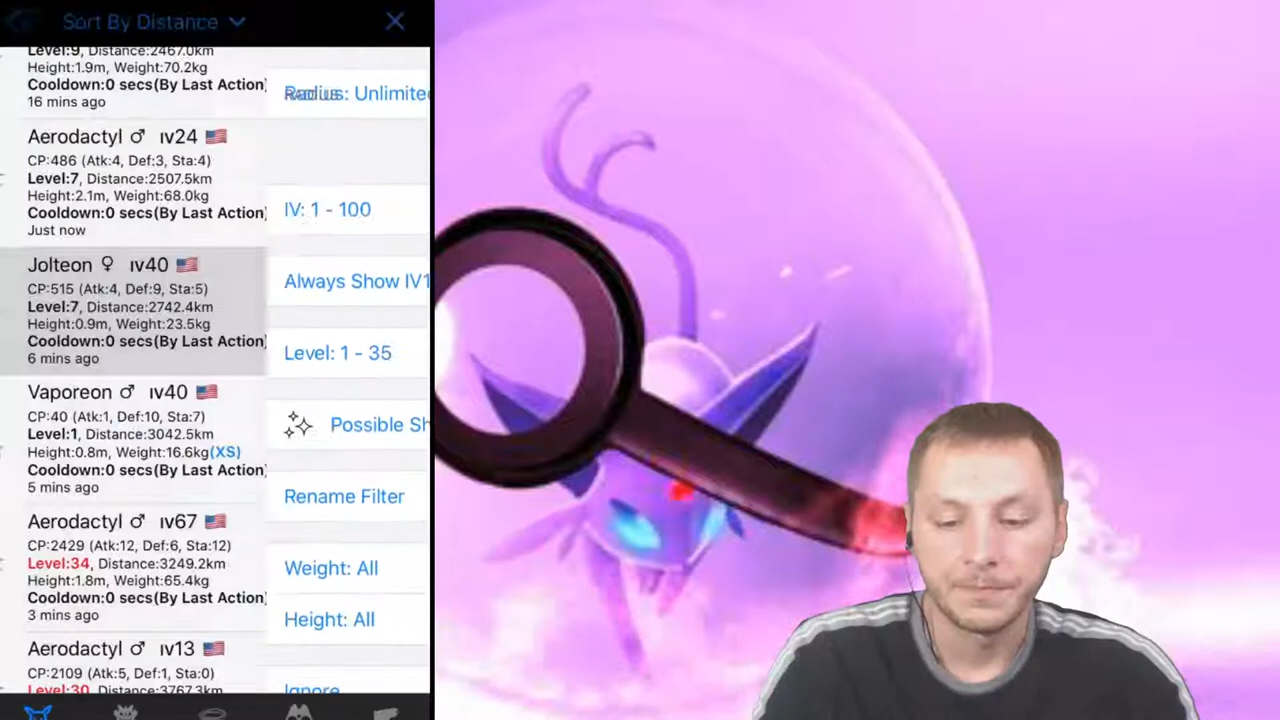 Sort By Distance
Level:9, Distance:2467.0km
Height:1.9m, Weight:70.2kg
Cooldown:0 secs(By Last Action)
16 mins ago
Aerodactyl ♂ IV24
CP:486 (Atk:4, Def:3, Sta:4)
Level:7, Distance:2507.5km
Height:2.1m, Weight:68.0kg
Cooldown:0 secs(By Last Action)
Just now
Jolteon ♀ IV40
CP:515 (Atk:4, Def:9, Sta:5)
Level:7, Distance:2742.4km
Height:0.9m, Weight:23.5kg
Cooldown:0 secs(By Last Action)
6 mins ago
Vaporeon ♂ IV40
CP:40 (Atk:1, Def:10, Sta:7)
Level:1, Distance:3042.5km
Height:0.8m, Weight:16.6kg(XS)
Cooldown:0 secs(By Last Action)
5 mins ago
Aerodactyl ♂ IV67
CP:2429 (Atk:12, Def:6, Sta:12)
Level:34, Distance:3249.2km
Height:1.8m, Weight:65.4kg
Cooldown:0 secs(By Last Action)
3 mins ago
Aerodactyl ♂ IV13
CP:2109 (Atk:5, Def:1, Sta:0)
Level:30, Distance:3767.3km
Radius: Unlimited
IV: 1 - 100
Always Show IV1
Level: 1 - 35
Possible Sh
Rename Filter
Weight: All
Height: All
Ignore